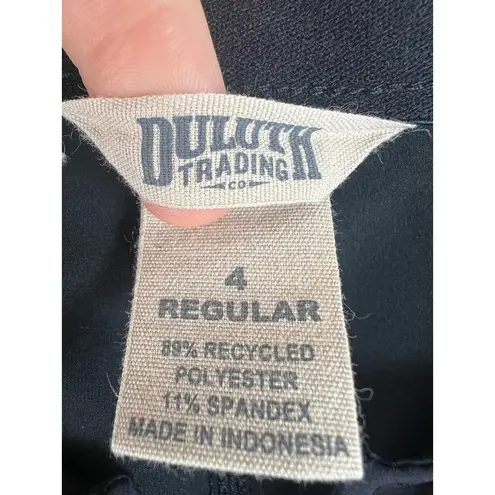 DULUTH
TRADING
CO
4
REGULAR
89% RECYCLED
POLYESTER
11% SPANDEX
MADE IN INDONESIA